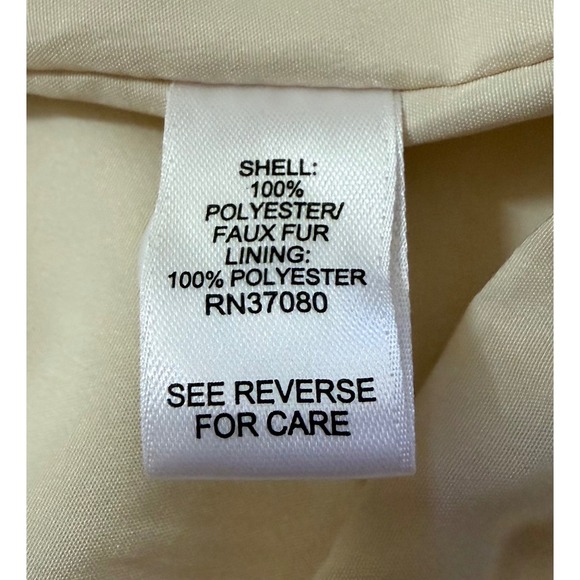 SHELL:
100%
POLYESTER/
FAUX FUR
LINING:
100% POLYESTER
RN37080
SEE REVERSE
FOR CARE